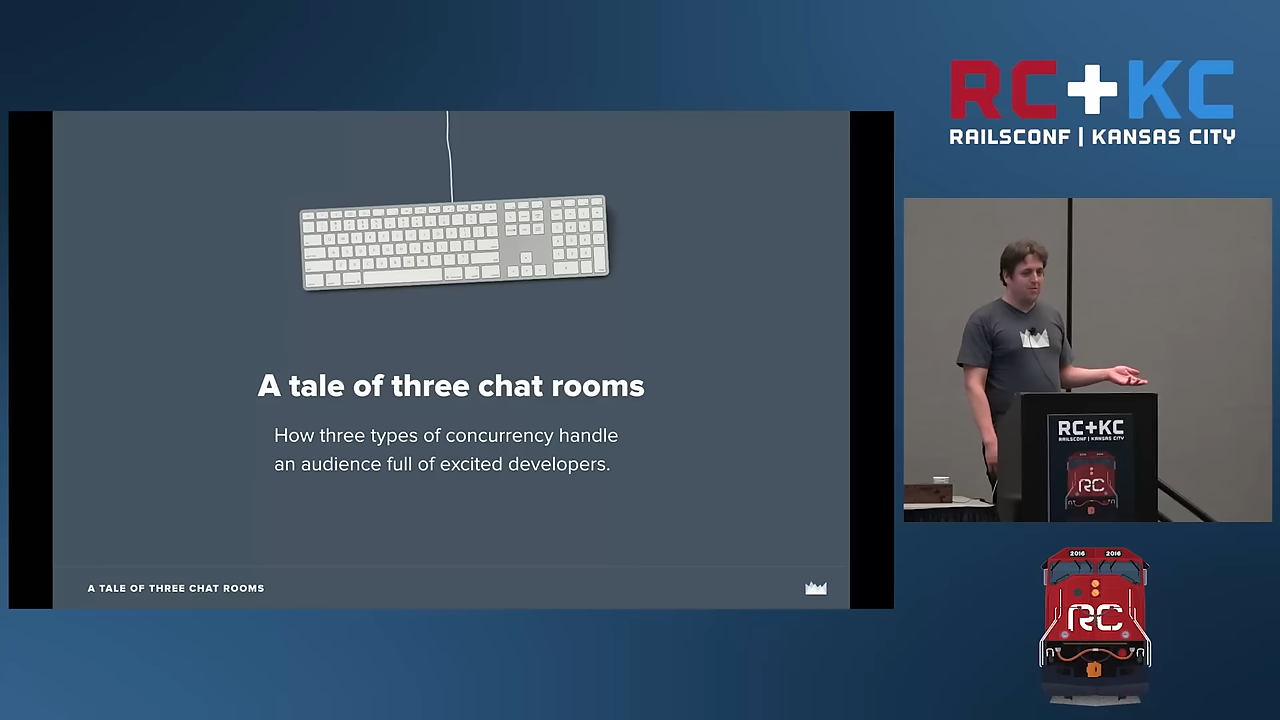 A tale of three chat rooms
How three types of concurrency handle
an audience full of excited developers.
A TALE OF THREE CHAT ROOMS
RC+KC
RAILSCONF | KANSAS CITY
RC+KC
RAILSCONF | KANSAS CITY
RC
2016 2016
RC